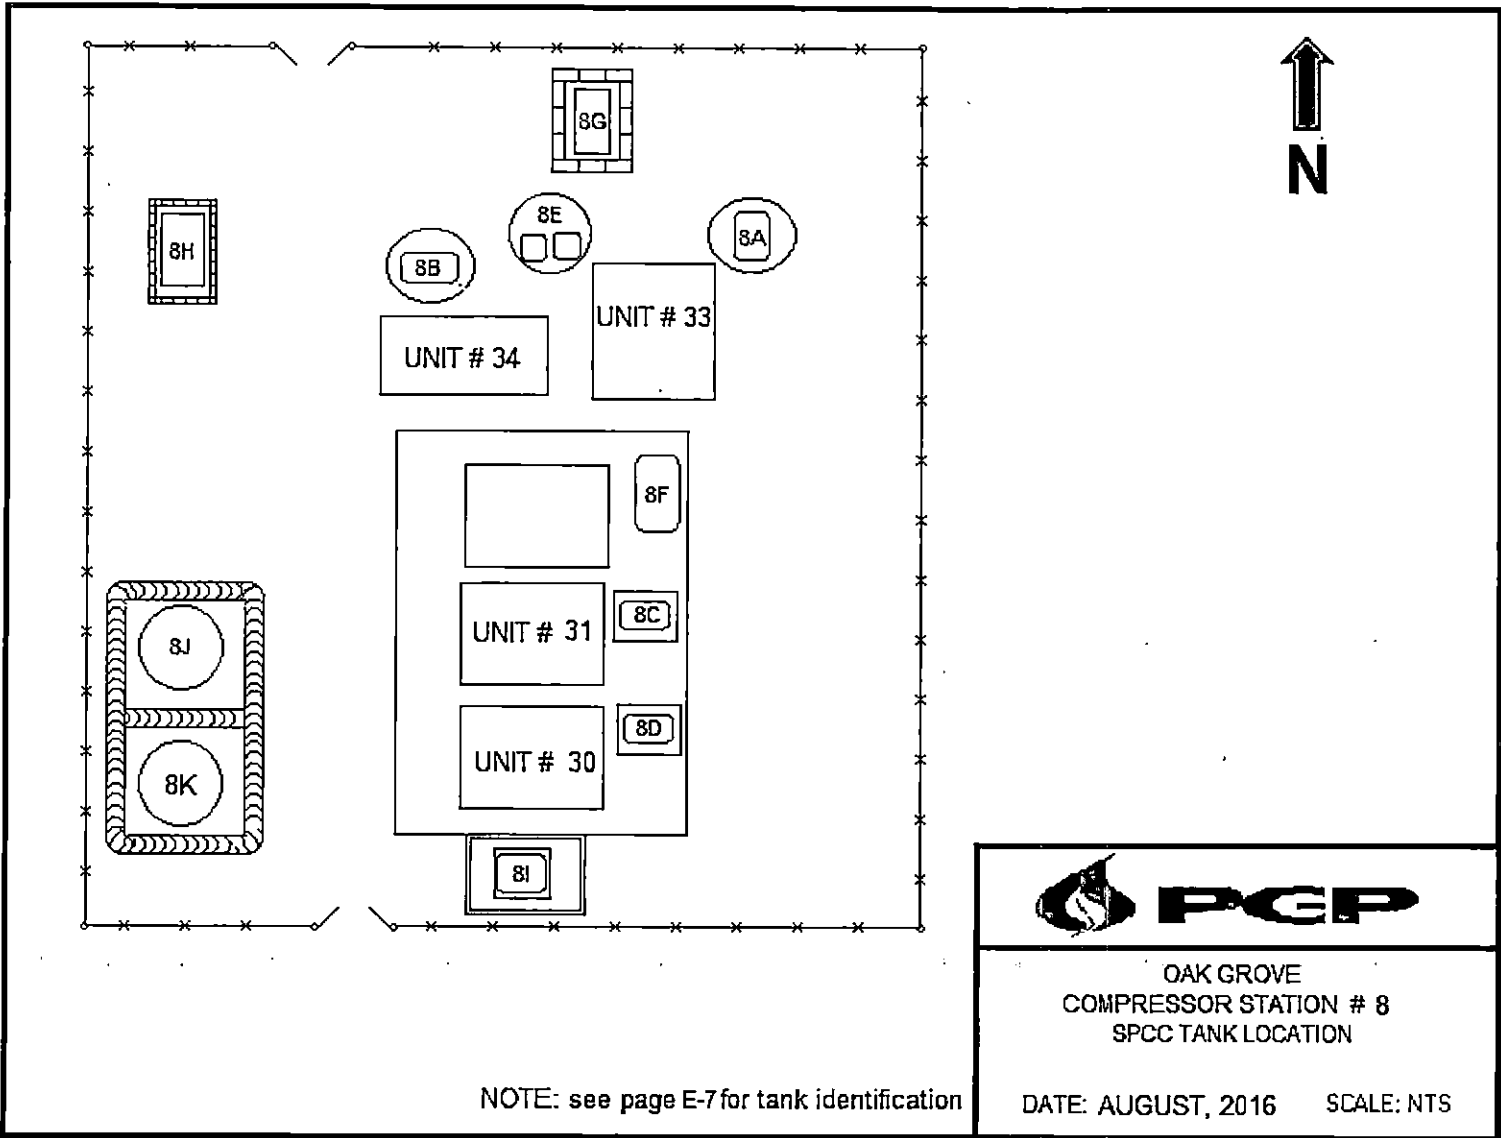 N
8G
8E
8A
8H
8B
UNIT # 33
UNIT # 34
8F
8C
UNIT # 31
8J
8D
UNIT # 30
8K
8I
PGP
OAK GROVE
COMPRESSOR STATION # 8
SPCC TANK LOCATION
NOTE: see page E-7 for tank identification
DATE: AUGUST, 2016 SCALE: NTS